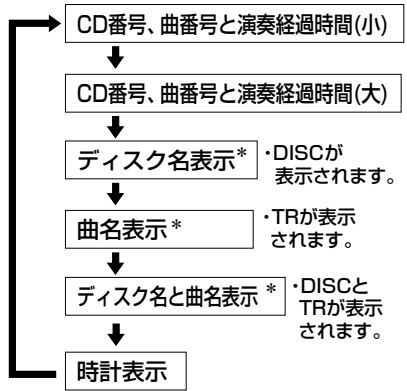 CD番号、曲番号と演奏経過時間(小)
CD番号、曲番号と演奏経過時間(大)
ディスク名表示*
・DISCが
表示されます。
曲名表示*
・TRが表示
されます。
ディスク名と曲名表示 *
・DISCと
TRが表示
されます。
時計表示